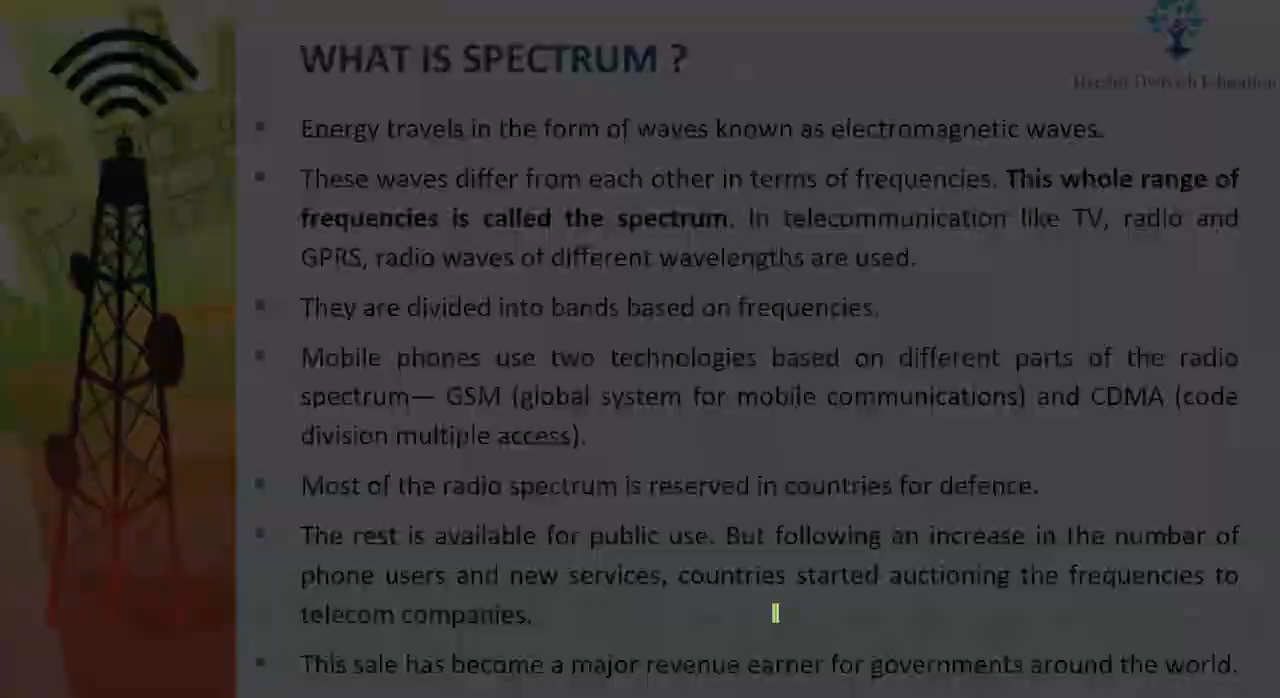 WHAT IS SPECTRUM ?
Energy travels in the form of waves known as electromagnetic waves.
These waves differ from each other in terms of frequencies. This whole range of
frequencies is called the spectrum. In telecommunication like TV, radio and
GPRS, radio waves of different wavelengths are used.
They are divided into bands based on frequencies.
Mobile phones use two technologies based on different parts of the radio
spectrum— GSM (global system for mobile communications) and CDMA (code
division multiple access).
Most of the radio spectrum is reserved in countries for defence.
The rest is available for public use. But following an increase in the number of
phone users and new services, countries started auctioning the frequencies to
telecom companies.
This sale has become a major revenue earner for governments around the world.
Education